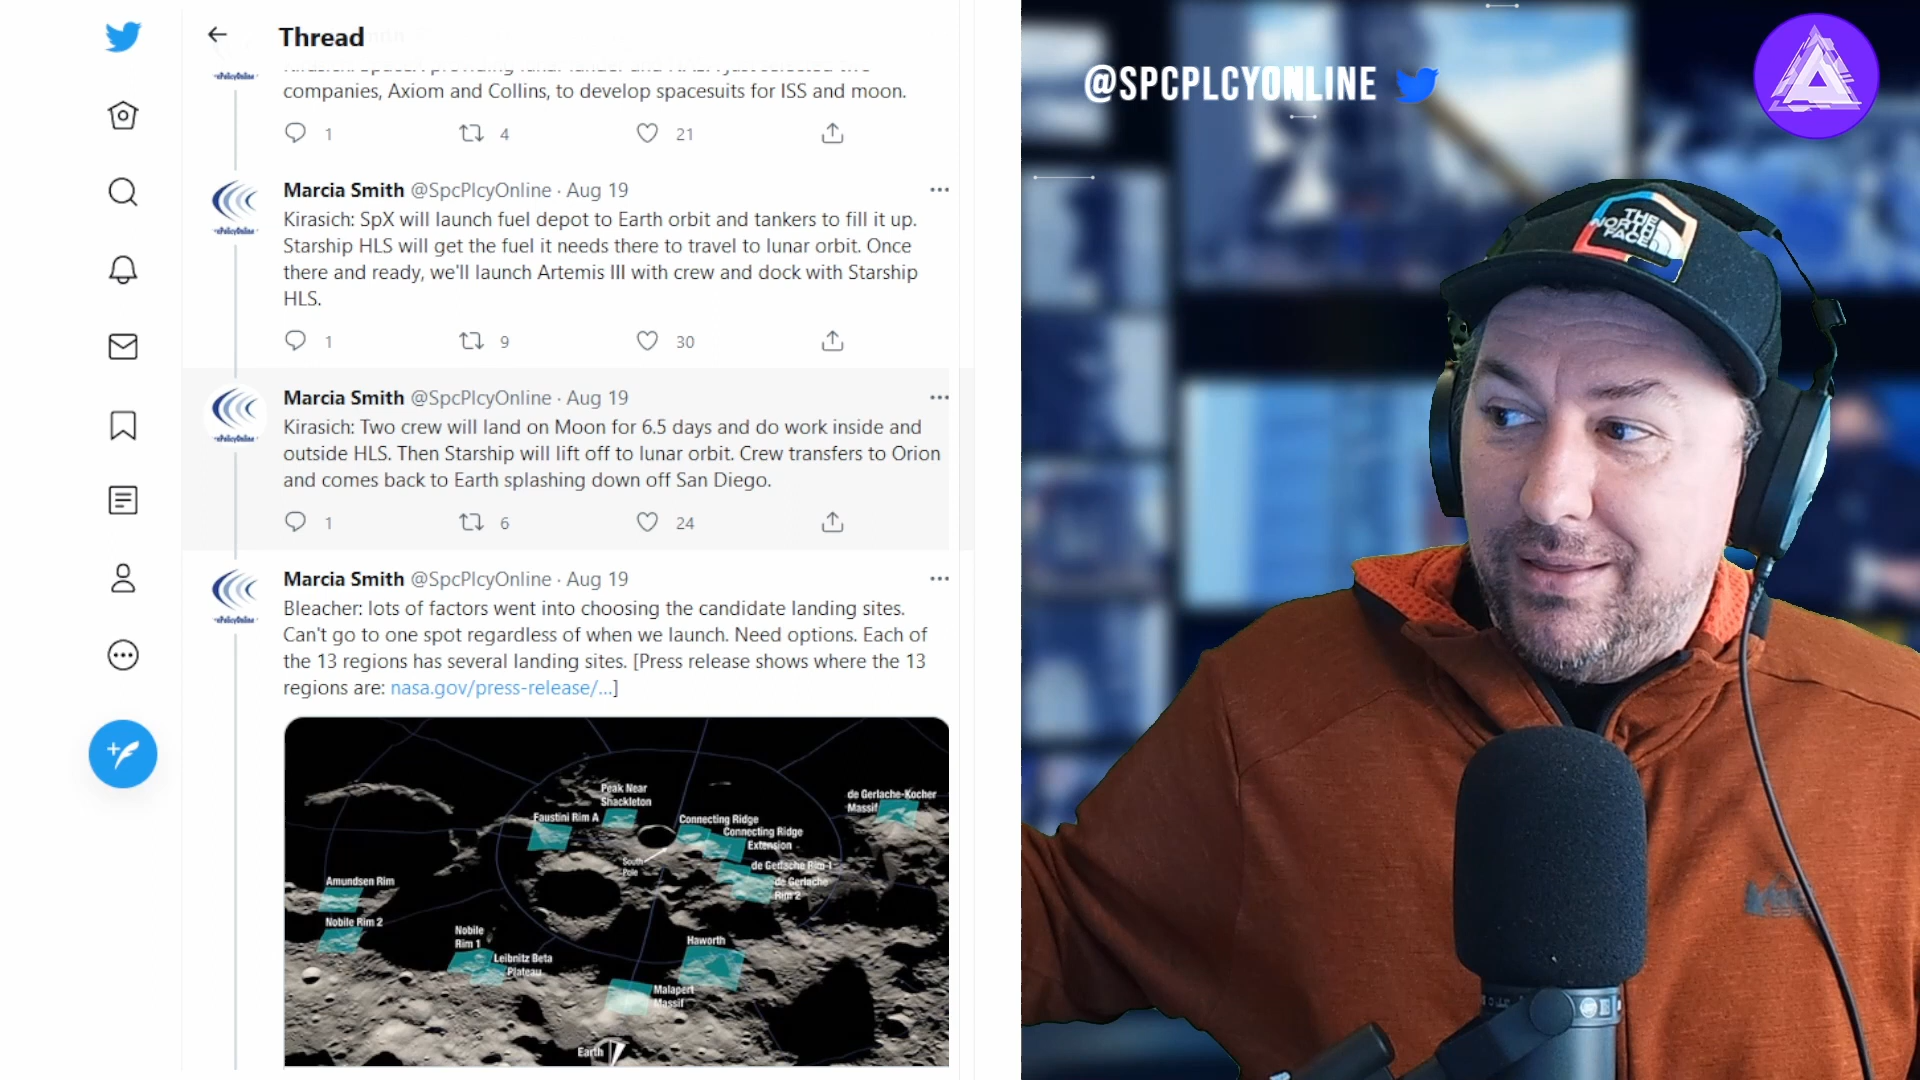 Thread
companies, Axiom and Collins, to develop spacesuits for ISS and moon.
1 4 21
Marcia Smith @SpcPlcyOnline · Aug 19
Kirasich: SpX will launch fuel depot to Earth orbit and tankers to fill it up.
Starship HLS will get the fuel it needs there to travel to lunar orbit. Once
there and ready, we'll launch Artemis III with crew and dock with Starship
HLS.
1 9 30
Marcia Smith @SpcPlcyOnline · Aug 19
Kirasich: Two crew will land on Moon for 6.5 days and do work inside and
outside HLS. Then Starship will lift off to lunar orbit. Crew transfers to Orion
and comes back to Earth splashing down off San Diego.
1 6 24
Marcia Smith @SpcPlcyOnline · Aug 19
Bleacher: lots of factors went into choosing the candidate landing sites.
Can't go to one spot regardless of when we launch. Need options. Each of
the 13 regions has several landing sites. [Press release shows where the 13
regions are: nasa.gov/press-release/...]
Peak Near
Shackleton
de Gerlache-Kocher
Massif
Faustini Rim A
Connecting Ridge
Connecting Ridge
Extension
South
Pole
de Gerlache Rim 1
de Gerlache
Rim 2
Amundsen Rim
Nobile Rim 2
Nobile
Rim 1
Leibnitz Beta
Plateau
Haworth
Malapert
Massif
Earth
@SPCPLCYONLINE
THE
NORTH
FACE